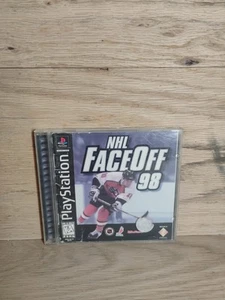 NHL
FACEOFF
98
PlayStation